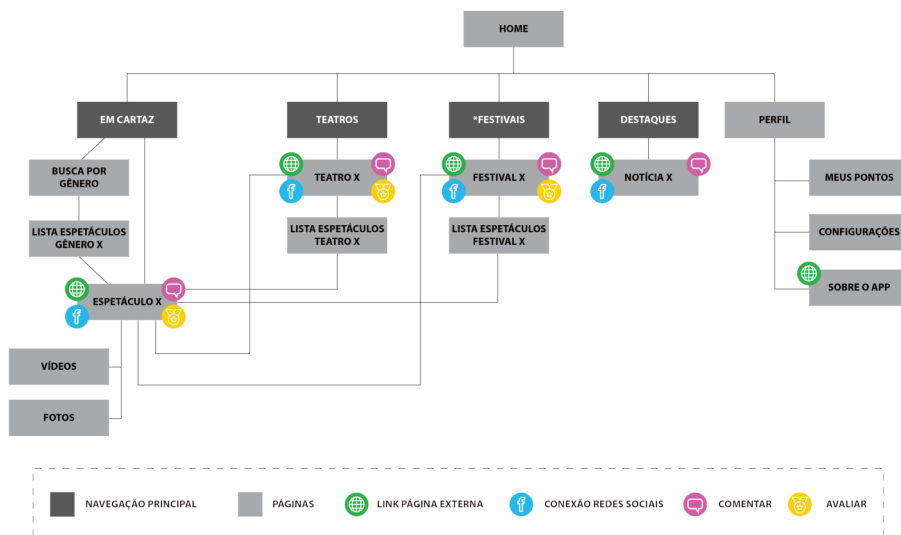 HOME
EM CARTAZ
TEATROS
*FESTIVAIS
DESTAQUES
PERFIL
BUSCA POR
GÊNERO
TEATRO X
FESTIVAL X
NOTÍCIA X
MEUS PONTOS
LISTA ESPETÁCULOS
GÊNERO X
LISTA ESPETÁCULOS
TEATRO X
LISTA ESPETÁCULOS
FESTIVAL X
CONFIGURAÇÕES
ESPETÁCULO X
SOBRE O APP
VÍDEOS
FOTOS
NAVEGAÇÃO PRINCIPAL
PÁGINAS
LINK PÁGINA EXTERNA
CONEXÃO REDES SOCIAIS
COMENTAR
AVALIAR